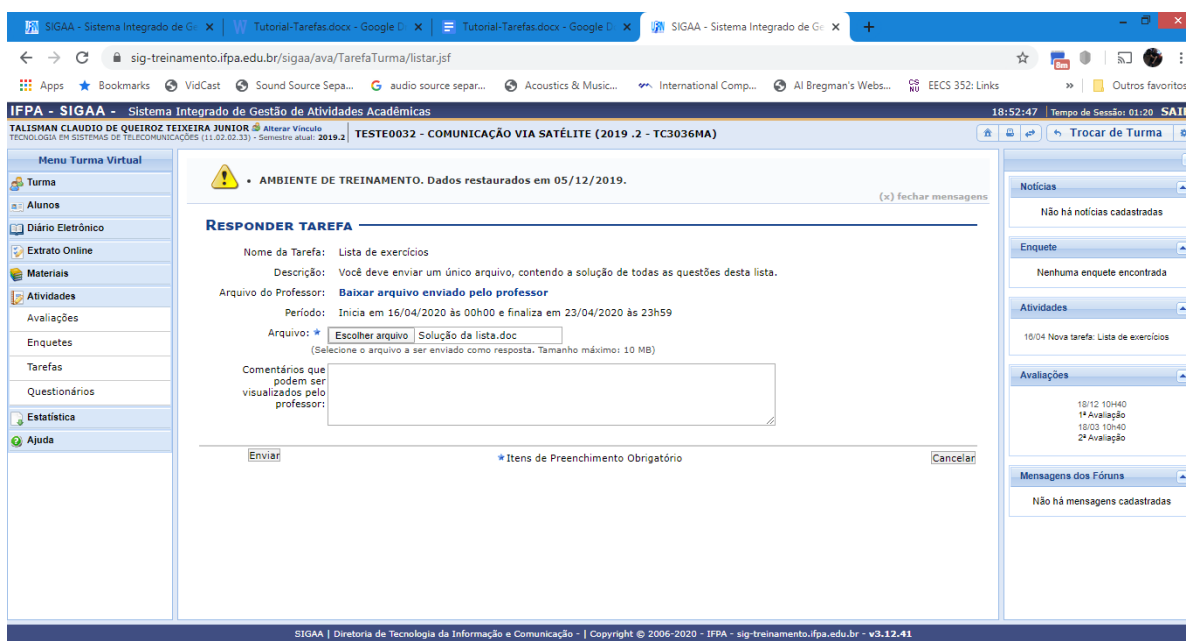 SIGAA - Sistema Integrado de Ge
Tutorial-Tarefas.docx - Google D
Tutorial-Tarefas.docx - Google D
SIGAA - Sistema Integrado de Ge
sig-treinamento.ifpa.edu.br/sigaa/ava/TarefaTurma/listar.jsf
Apps Bookmarks VidCast Sound Source Sepa... audio source separ... Acoustics & Music... International Comp... Al Bregman's Webs... EECS 352: Links » Outros favoritos
IFPA - SIGAA - Sistema Integrado de Gestão de Atividades Acadêmicas 18:52:47 Tempo de Sessão: 01:20 SAIR
TALISMAN CLAUDIO DE QUEIROZ TEIXEIRA JUNIOR Alterar Vínculo
TECNOLOGIA EM SISTEMAS DE TELECOMUNICAÇÕES (11.02.02.33) - Semestre atual: 2019.2
TESTE0032 - COMUNICAÇÃO VIA SATÉLITE (2019 .2 - TC3036MA)
Trocar de Turma
Menu Turma Virtual
Turma
Alunos
Diário Eletrônico
Extrato Online
Materiais
Atividades
Avaliações
Enquetes
Tarefas
Questionários
Estatística
Ajuda
• AMBIENTE DE TREINAMENTO. Dados restaurados em 05/12/2019.
(x) fechar mensagens
RESPONDER TAREFA
Nome da Tarefa: Lista de exercícios
Descrição: Você deve enviar um único arquivo, contendo a solução de todas as questões desta lista.
Arquivo do Professor: Baixar arquivo enviado pelo professor
Período: Inicia em 16/04/2020 às 00h00 e finaliza em 23/04/2020 às 23h59
Arquivo: Escolher arquivo Solução da lista.doc
(Selecione o arquivo a ser enviado como resposta. Tamanho máximo: 10 MB)
Comentários que
podem ser
visualizados pelo
professor:
Enviar
Itens de Preenchimento Obrigatório
Cancelar
Notícias
Não há notícias cadastradas
Enquete
Nenhuma enquete encontrada
Atividades
16/04 Nova tarefa: Lista de exercícios
Avaliações
18/12 10H40
1ª Avaliação
18/03 10h40
2ª Avaliação
Mensagens dos Fóruns
Não há mensagens cadastradas
SIGAA | Diretoria de Tecnologia da Informação e Comunicação - | Copyright © 2006-2020 - IFPA - sig-treinamento.ifpa.edu.br - v3.12.41